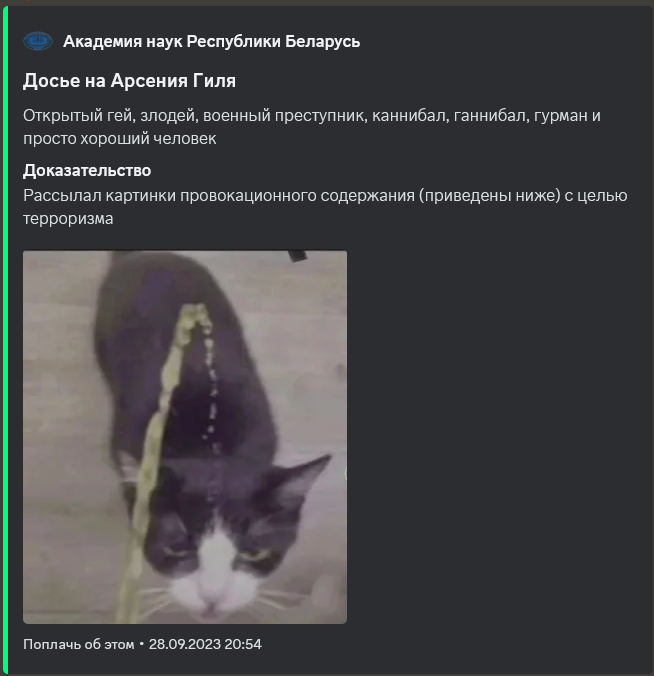 Академия наук Республики Беларусь
Досье на Арсения Гиля
Открытый гей, злодей, военный преступник, каннибал, ганнибал, гурман и
просто хороший человек
Доказательство
Рассылал картинки провокационного содержания (приведены ниже) с целью
терроризма
Поплачь об этом • 28.09.2023 20:54